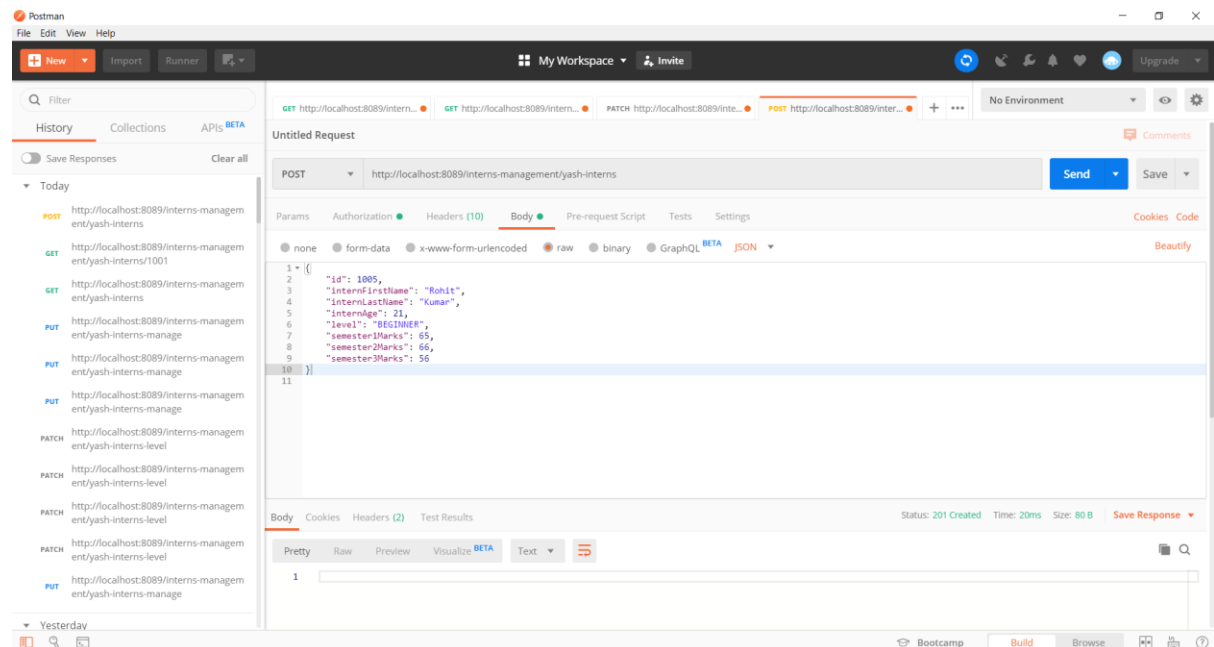 Postman
File Edit View Help
New Import Runner My Workspace Invite Upgrade
Filter
History Collections APIs BETA
Save Responses Clear all
Today
POST http://localhost:8089/interns-managem
ent/yash-interns
GET http://localhost:8089/interns-managem
ent/yash-interns/1001
GET http://localhost:8089/interns-managem
ent/yash-interns
PUT http://localhost:8089/interns-managem
ent/yash-interns-manage
PUT http://localhost:8089/interns-managem
ent/yash-interns-manage
PUT http://localhost:8089/interns-managem
ent/yash-interns-manage
PATCH http://localhost:8089/interns-managem
ent/yash-interns-level
PATCH http://localhost:8089/interns-managem
ent/yash-interns-level
PATCH http://localhost:8089/interns-managem
ent/yash-interns-level
PATCH http://localhost:8089/interns-managem
ent/yash-interns-level
PUT http://localhost:8089/interns-managem
ent/yash-interns-manage
Yesterday
GET http://localhost:8089/intern... GET http://localhost:8089/intern... PATCH http://localhost:8089/inte... POST http://localhost:8089/inter... + ... No Environment
Untitled Request Comments
POST http://localhost:8089/interns-management/yash-interns Send Save
Params Authorization Headers (10) Body Pre-request Script Tests Settings Cookies Code
none form-data x-www-form-urlencoded raw binary GraphQL BETA JSON Beautify
1 {
2 "id": 1005,
3 "internFirstName": "Rohit",
4 "internLastName": "Kumar",
5 "internAge": 21,
6 "level": "BEGINNER",
7 "semester1Marks": 65,
8 "semester2Marks": 66,
9 "semester3Marks": 56
10 }
11
Body Cookies Headers (2) Test Results Status: 201 Created Time: 20ms Size: 80 B Save Response
Pretty Raw Preview Visualize BETA Text
1
Bootcamp Build Browse